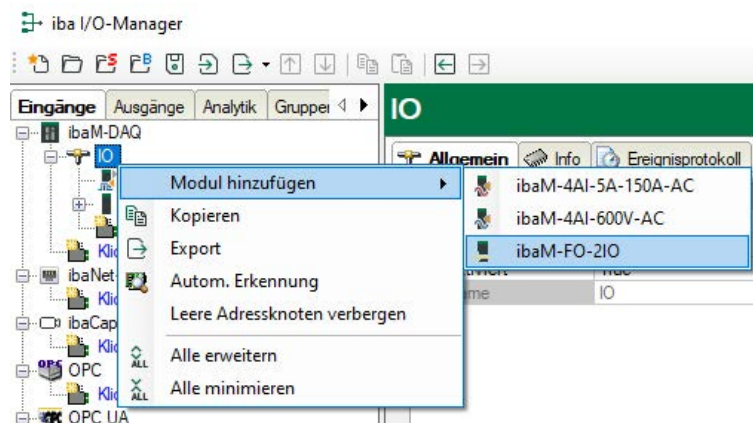 iba I/O-Manager
Eingänge Ausgänge Analytik Grupper
IO
ibaM-DAQ
IO
Allgemein Info Ereignisprotokoll
Modul hinzufügen
ibaM-4AI-5A-150A-AC
Kopieren
ibaM-4AI-600V-AC
Klic
Export
ibaM-FO-2IO
ibaNet
Autom. Erkennung
True
Klic
IO
Leere Adressknoten verbergen
ibaCap
Klic
Alle erweitern
OPC
Klic
Alle minimieren
OPC UA